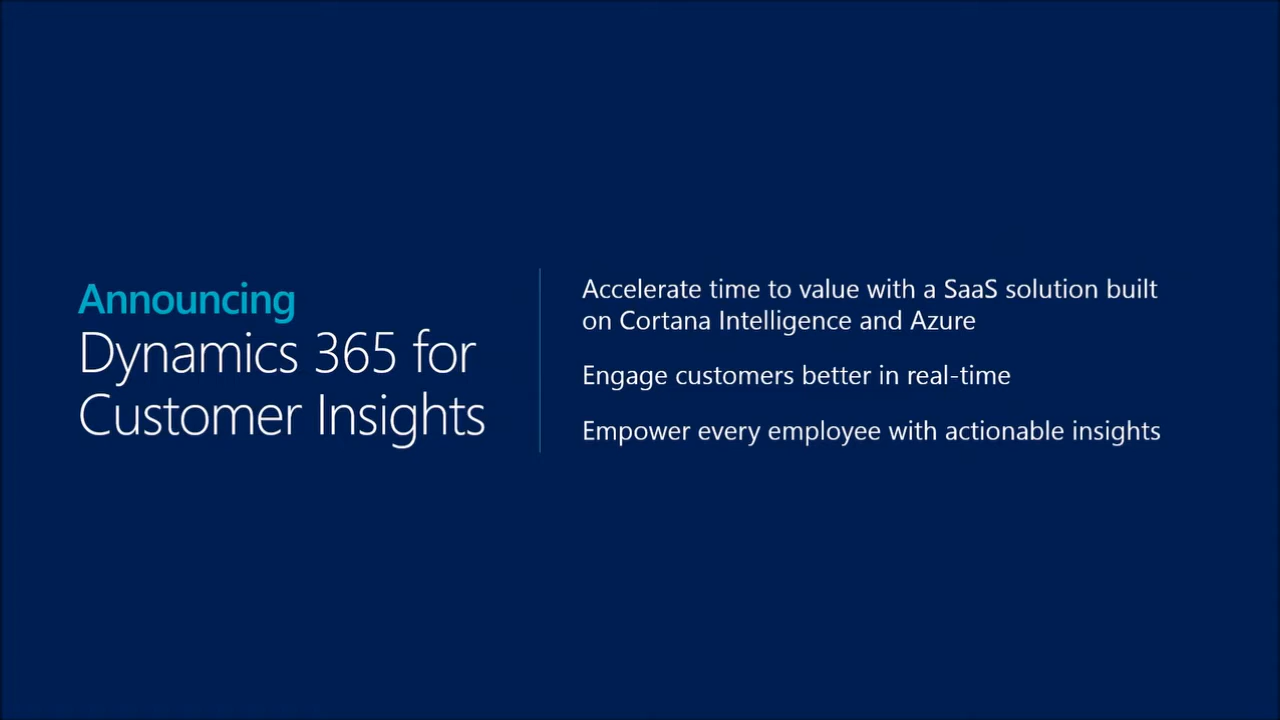 Announcing
Dynamics 365 for
Customer Insights
Accelerate time to value with a SaaS solution built
on Cortana Intelligence and Azure
Engage customers better in real-time
Empower every employee with actionable insights